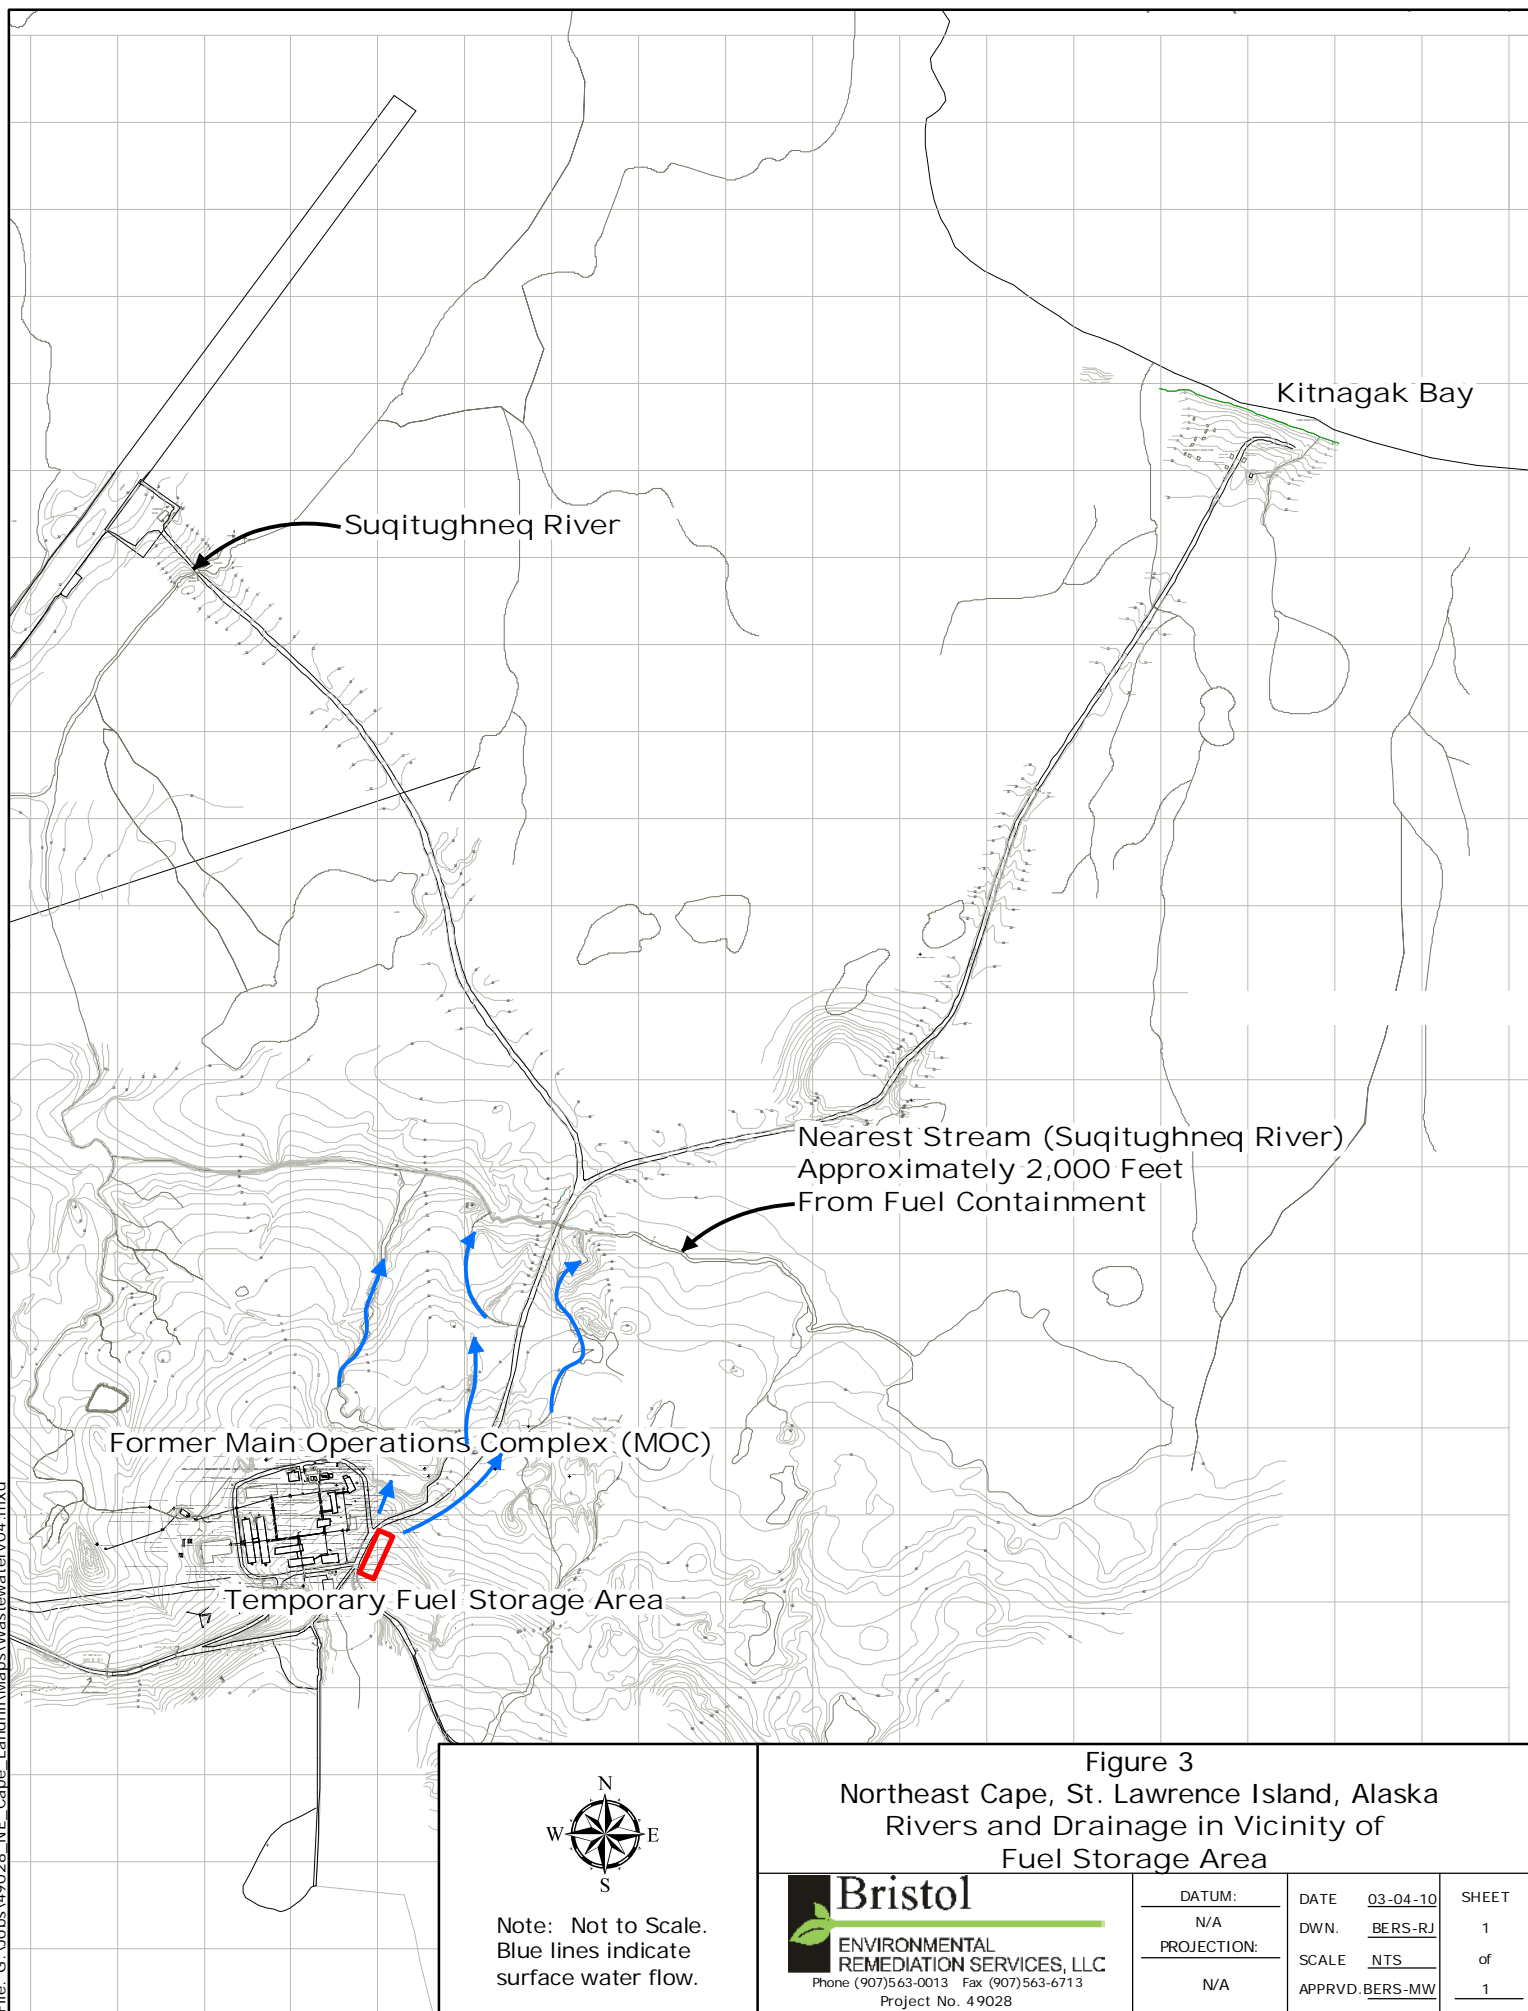 Kitnagak Bay
Suqitughneq River
Nearest Stream (Suqitughneq River)
Approximately 2,000 Feet
From Fuel Containment
Former Main Operations Complex (MOC)
Temporary Fuel Storage Area
N
W E
S
Note: Not to Scale.
Blue lines indicate
surface water flow.
Figure 3
Northeast Cape, St. Lawrence Island, Alaska
Rivers and Drainage in Vicinity of
Fuel Storage Area
Bristol
ENVIRONMENTAL
REMEDIATION SERVICES, LLC
Phone (907)563-0013 Fax (907)563-6713
Project No. 49028
DATUM:
N/A
PROJECTION:
N/A
DATE 03-04-10
DWN. BERS-RJ
SCALE NTS
APPRVD. BERS-MW
SHEET
1
of
1